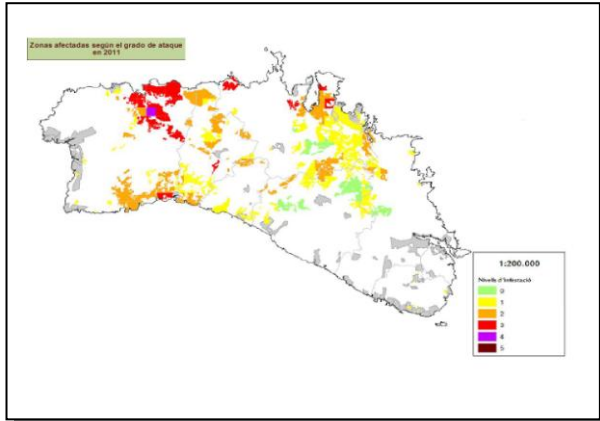 Zonas afectadas según el grado de ataque
en 2011
1:200.000
Nivells d'infestació
0
1
2
3
4
5